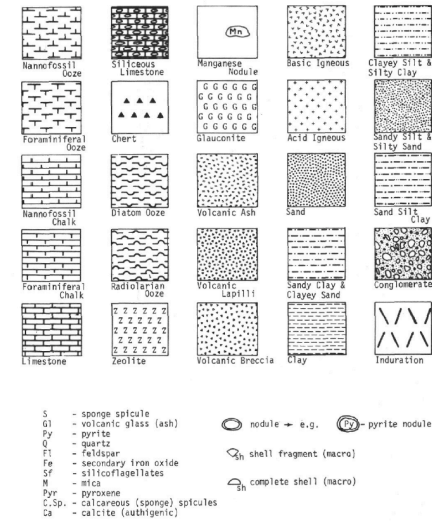 Nannofossil Ooze
Siliceous Limestone
Mn
Manganese Nodule
Basic Igneous
Clayey Silt & Silty Clay
Foraminiferal Ooze
Chert
G G G G G G
G G G G G G
G G G G G G
G G G G G G
G G G G G G
Glauconite
Acid Igneous
Sandy Silt & Silty Sand
Nannofossil Chalk
Diatom Ooze
Volcanic Ash
Sand
Sand Silt Clay
Foraminiferal Chalk
Radiolarian Ooze
Volcanic Lapilli
Sandy Clay & Clayey Sand
Conglomerate
Limestone
Z Z Z Z Z Z
Z Z Z Z Z Z
Z Z Z Z Z Z
Z Z Z Z Z Z
Z Z Z Z Z Z
Zeolite
Volcanic Breccia
Clay
Induration
S - sponge spicule
Gl - volcanic glass (ash)
Py - pyrite
Q - quartz
Fl - feldspar
Fe - secondary iron oxide
Sf - silicoflagellates
M - mica
Pyr - pyroxene
C.Sp. - calcareous (sponge) spicules
Ca - calcite (authigenic)
nodule → e.g. Py - pyrite nodule
sh shell fragment (macro)
sh complete shell (macro)